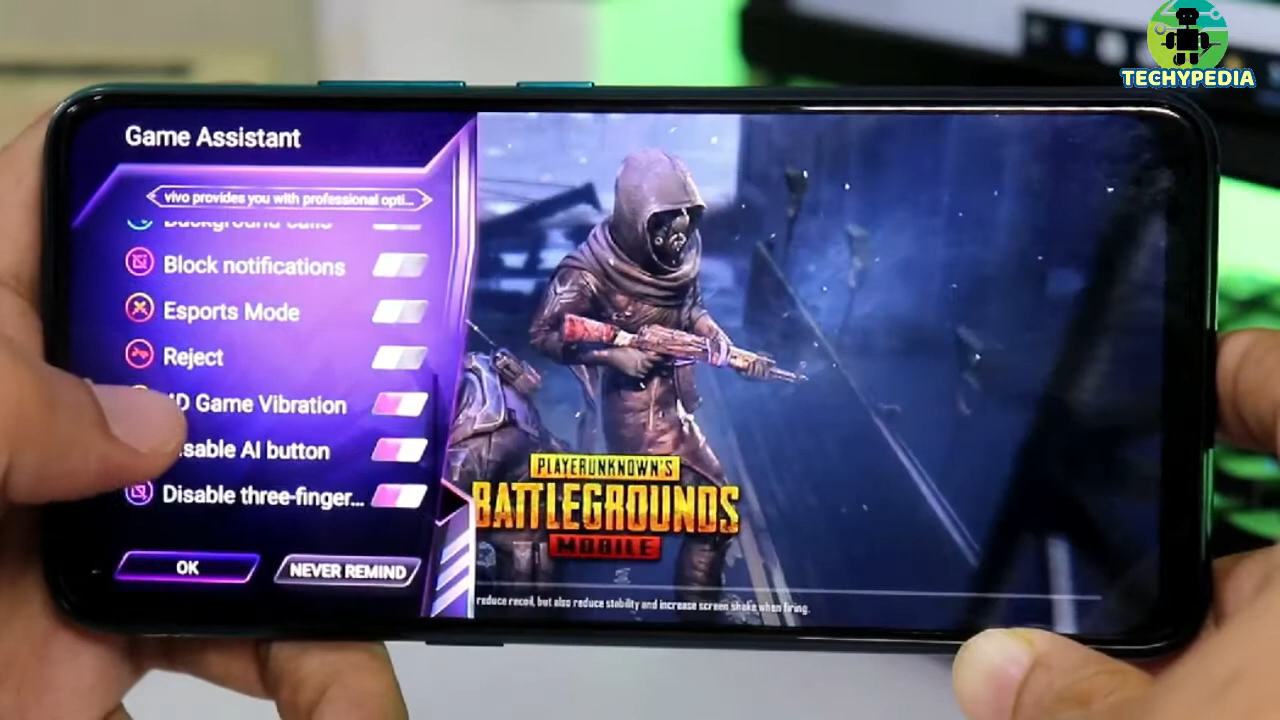 TECHYPEDIA
Game Assistant
vivo provides you with professional opti...
Background calls
Block notifications
Esports Mode
Reject
D Game Vibration
sable AI button
Disable three-finger...
OK
NEVER REMIND
PLAYERUNKNOWN'S
BATTLEGROUNDS
MOBILE
reduce recoil, but also reduce stability and increase screen shake when firing.